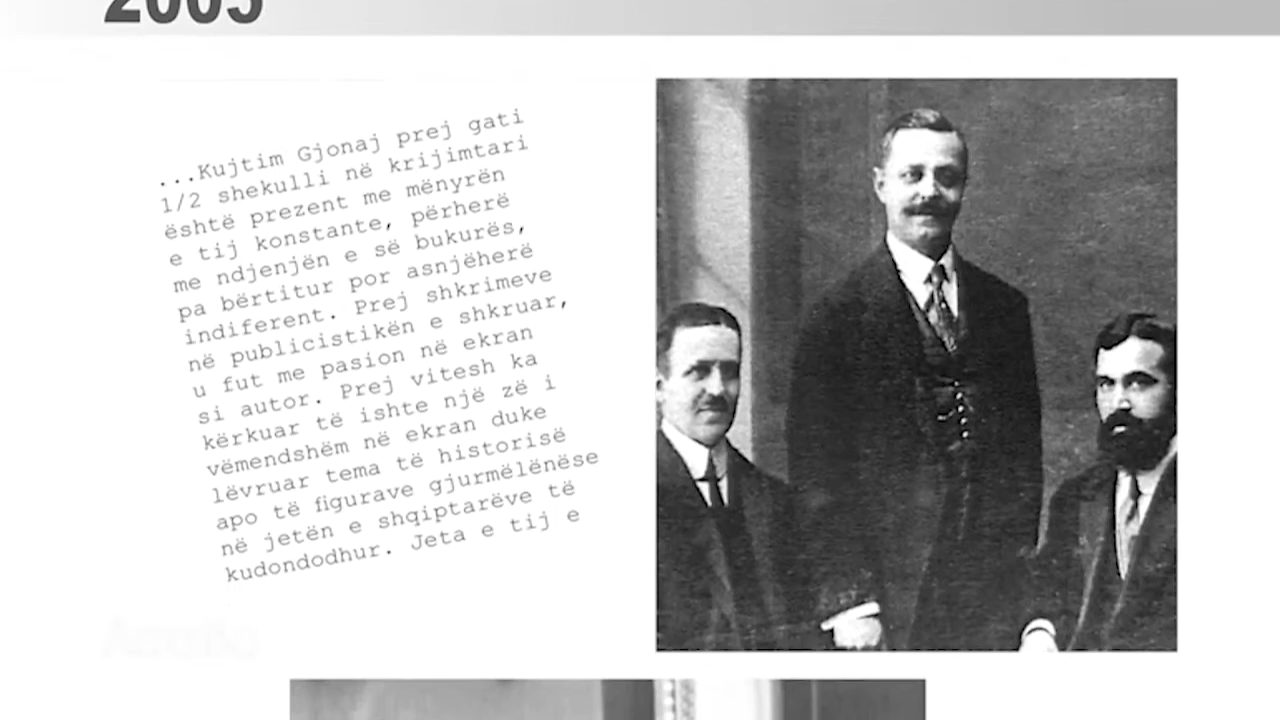 2005
...Kujtim Gjonaj prej gati
1/2 shekulli në krijimtari
është prezent me mënyrën
e tij konstante, përherë
me ndjenjën e së bukurës,
pa bërtitur por asnjëherë
indiferent. Prej shkrimeve
në publicistikën e shkruar,
u fut me pasion në ekran
si autor. Prej vitesh ka
kërkuar të ishte një zë i
vëmendshëm në ekran duke
lëvruar tema të historisë
apo të figurave gjurmëlënëse
në jetën e shqiptarëve të
kudondodhur. Jeta e tij e